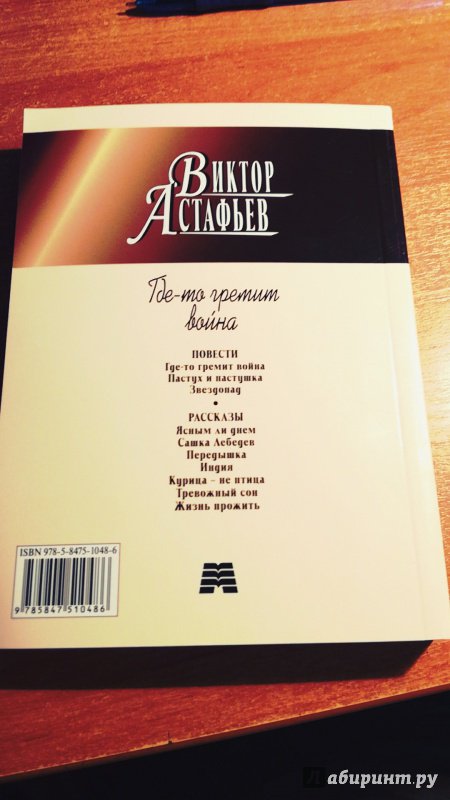 Виктор
Астафьев
Где-то гремит
война
ПОВЕСТИ
Где-то гремит война
Пастух и пастушка
Звездопад
•
РАССКАЗЫ
Ясным ли днем
Сашка Лебедев
Передышка
Индия
Курица – не птица
Тревожный сон
Жизнь прожить
ISBN 978-5-8475-1048-6
9 785847 510486
Лабиринт.ру